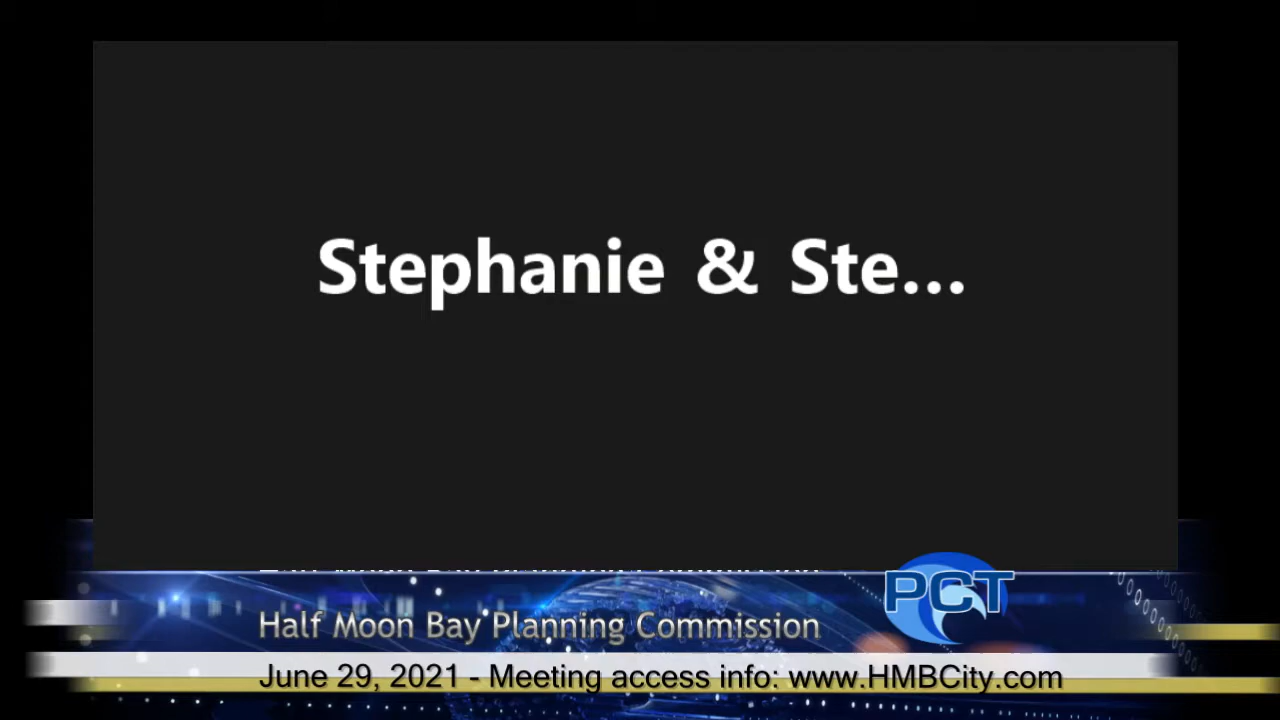 Stephanie & Ste...
PCT
Half Moon Bay Planning Commission
June 29, 2021 - Meeting access info: www.HMBCity.com